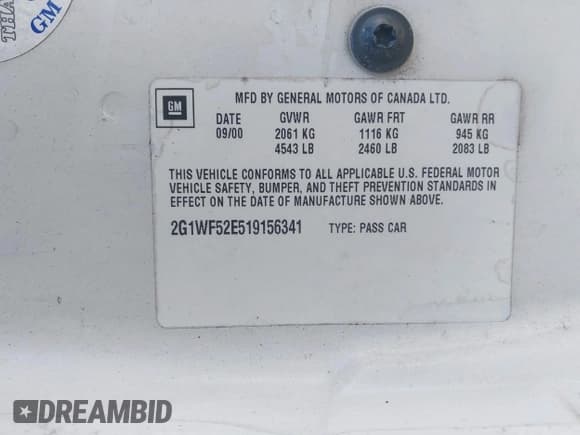 THA
GM
GM
MFD BY GENERAL MOTORS OF CANADA LTD.
DATE GVWR GAWR FRT GAWR RR
09/00 2061 KG 1116 KG 945 KG
4543 LB 2460 LB 2083 LB
THIS VEHICLE CONFORMS TO ALL APPLICABLE U.S. FEDERAL MOTOR
VEHICLE SAFETY, BUMPER, AND THEFT PREVENTION STANDARDS IN
EFFECT ON THE DATE OF MANUFACTURE SHOWN ABOVE.
2G1WF52E519156341 TYPE: PASS CAR
DREAMBID